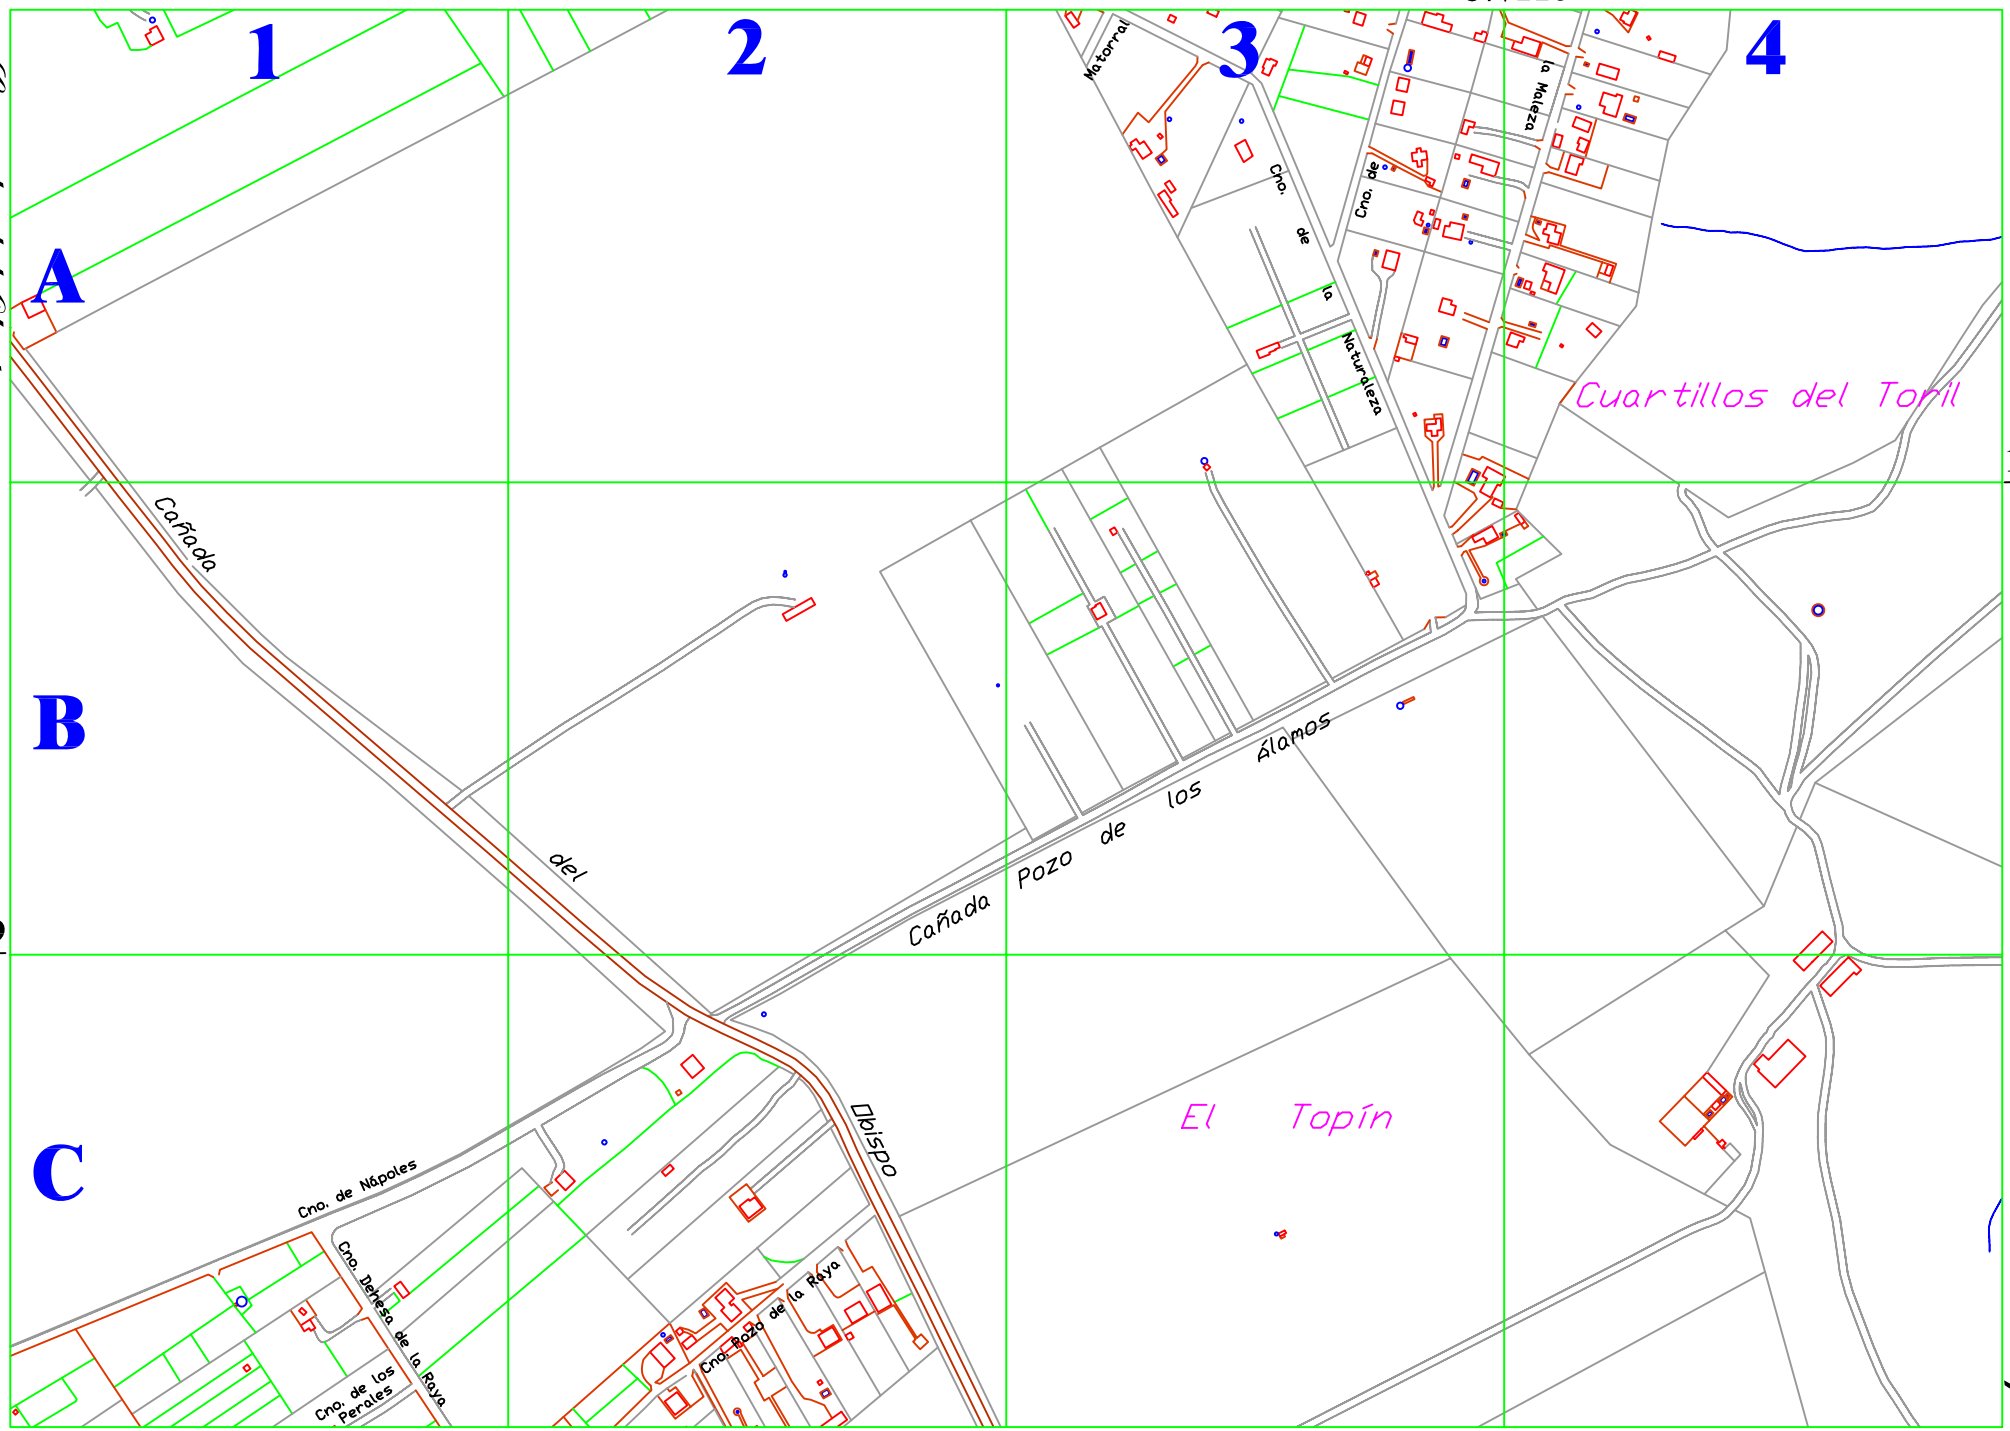 1
2
3
4
A
B
C
Matorral
la Maleza
Cno. de
Cno. de la Naturaleza
Cuartillos del Toril
Cañada del Obispo
Cañada Pozo de los Álamos
El Topín
Cno. de Nápoles
Cno. Dehesa de la Raya
Cno. de los
Perales
Cno. Pozo de la Raya